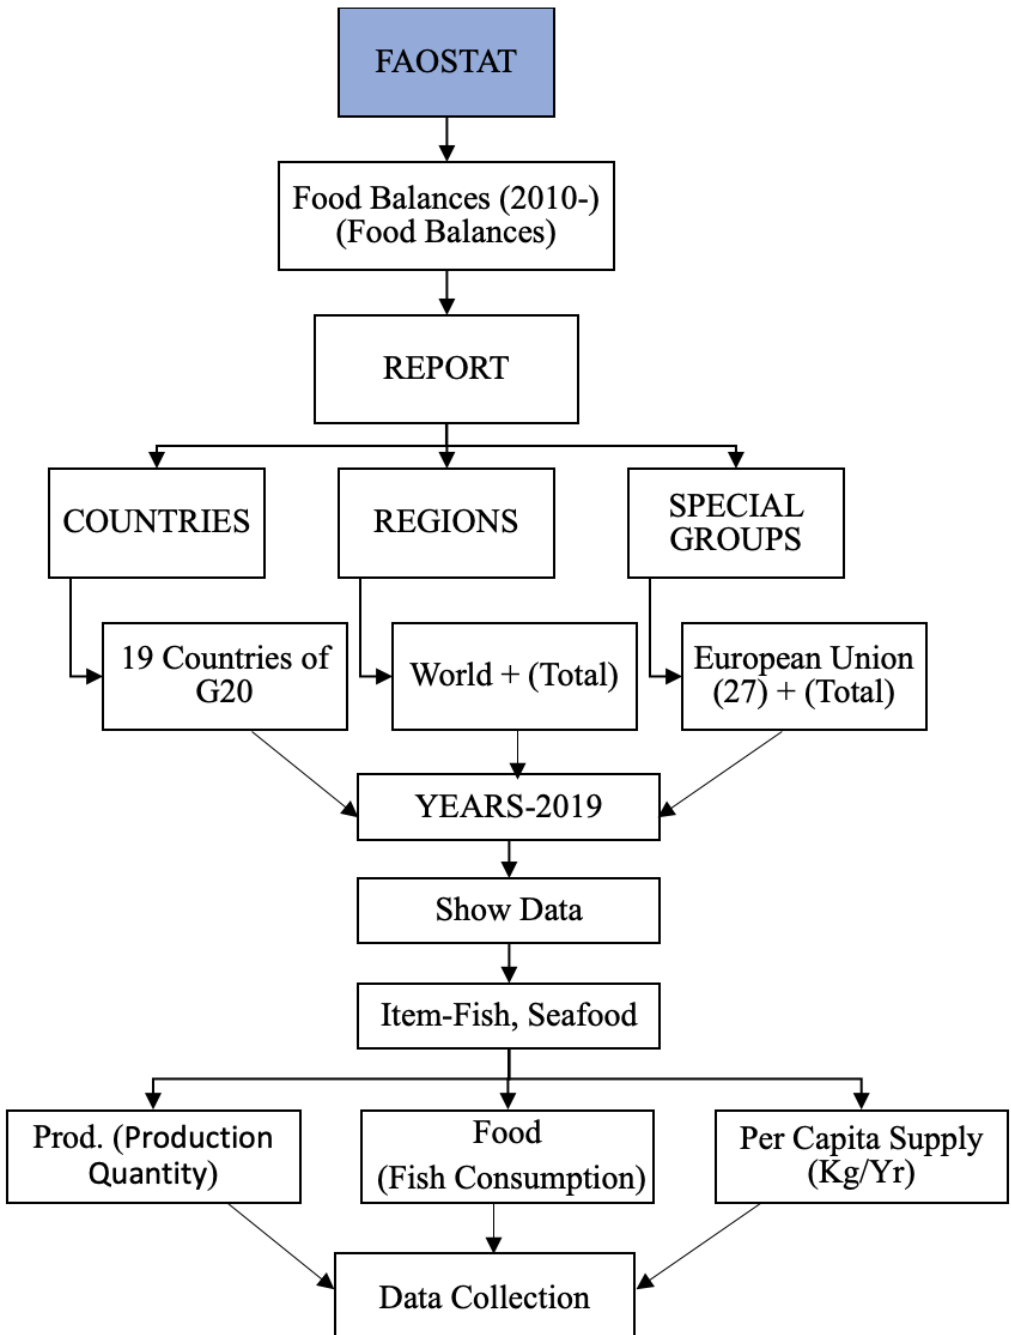 FAOSTAT
Food Balances (2010-)
(Food Balances)
REPORT
COUNTRIES
REGIONS
SPECIAL
GROUPS
19 Countries of
G20
World + (Total)
European Union
(27) + (Total)
YEARS-2019
Show Data
Item-Fish, Seafood
Prod. (Production
Quantity)
Food
(Fish Consumption)
Per Capita Supply
(Kg/Yr)
Data Collection